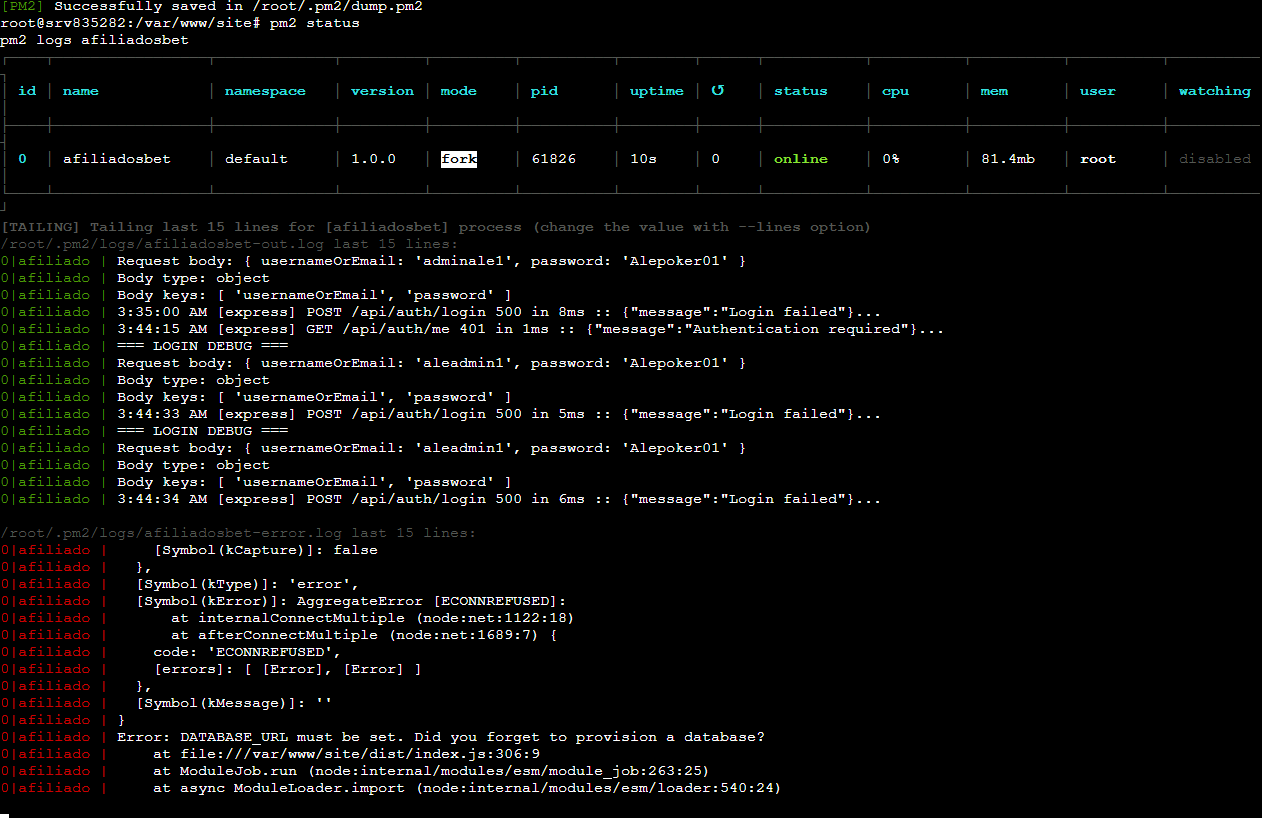 [PM2] Successfully saved in /root/.pm2/dump.pm2
root@srv835282:/var/www/site# pm2 status
pm2 logs afiliadosbet
id | name | namespace | version | mode | pid | uptime | ↺ | status | cpu | mem | user | watching
0 | afiliadosbet | default | 1.0.0 | fork | 61826 | 10s | 0 | online | 0% | 81.4mb | root | disabled
[TAILING] Tailing last 15 lines for [afiliadosbet] process (change the value with --lines option)
/root/.pm2/logs/afiliadosbet-out.log last 15 lines:
0|afiliado | Request body: { usernameOrEmail: 'adminale1', password: 'Alepoker01' }
0|afiliado | Body type: object
0|afiliado | Body keys: [ 'usernameOrEmail', 'password' ]
0|afiliado | 3:35:00 AM [express] POST /api/auth/login 500 in 8ms :: {"message":"Login failed"}...
0|afiliado | 3:44:15 AM [express] GET /api/auth/me 401 in 1ms :: {"message":"Authentication required"}...
0|afiliado | === LOGIN DEBUG ===
0|afiliado | Request body: { usernameOrEmail: 'aleadmin1', password: 'Alepoker01' }
0|afiliado | Body type: object
0|afiliado | Body keys: [ 'usernameOrEmail', 'password' ]
0|afiliado | 3:44:33 AM [express] POST /api/auth/login 500 in 5ms :: {"message":"Login failed"}...
0|afiliado | === LOGIN DEBUG ===
0|afiliado | Request body: { usernameOrEmail: 'aleadmin1', password: 'Alepoker01' }
0|afiliado | Body type: object
0|afiliado | Body keys: [ 'usernameOrEmail', 'password' ]
0|afiliado | 3:44:34 AM [express] POST /api/auth/login 500 in 6ms :: {"message":"Login failed"}...
/root/.pm2/logs/afiliadosbet-error.log last 15 lines:
0|afiliado |     [Symbol(kCapture)]: false
0|afiliado |   },
0|afiliado |   [Symbol(kType)]: 'error',
0|afiliado |   [Symbol(kError)]: AggregateError [ECONNREFUSED]:
0|afiliado |       at internalConnectMultiple (node:net:1122:18)
0|afiliado |       at afterConnectMultiple (node:net:1689:7) {
0|afiliado |     code: 'ECONNREFUSED',
0|afiliado |     [errors]: [ [Error], [Error] ]
0|afiliado |   },
0|afiliado |   [Symbol(kMessage)]: ''
0|afiliado | }
0|afiliado | Error: DATABASE_URL must be set. Did you forget to provision a database?
0|afiliado |     at file:///var/www/site/dist/index.js:306:9
0|afiliado |     at ModuleJob.run (node:internal/modules/esm/module_job:263:25)
0|afiliado |     at async ModuleLoader.import (node:internal/modules/esm/loader:540:24)